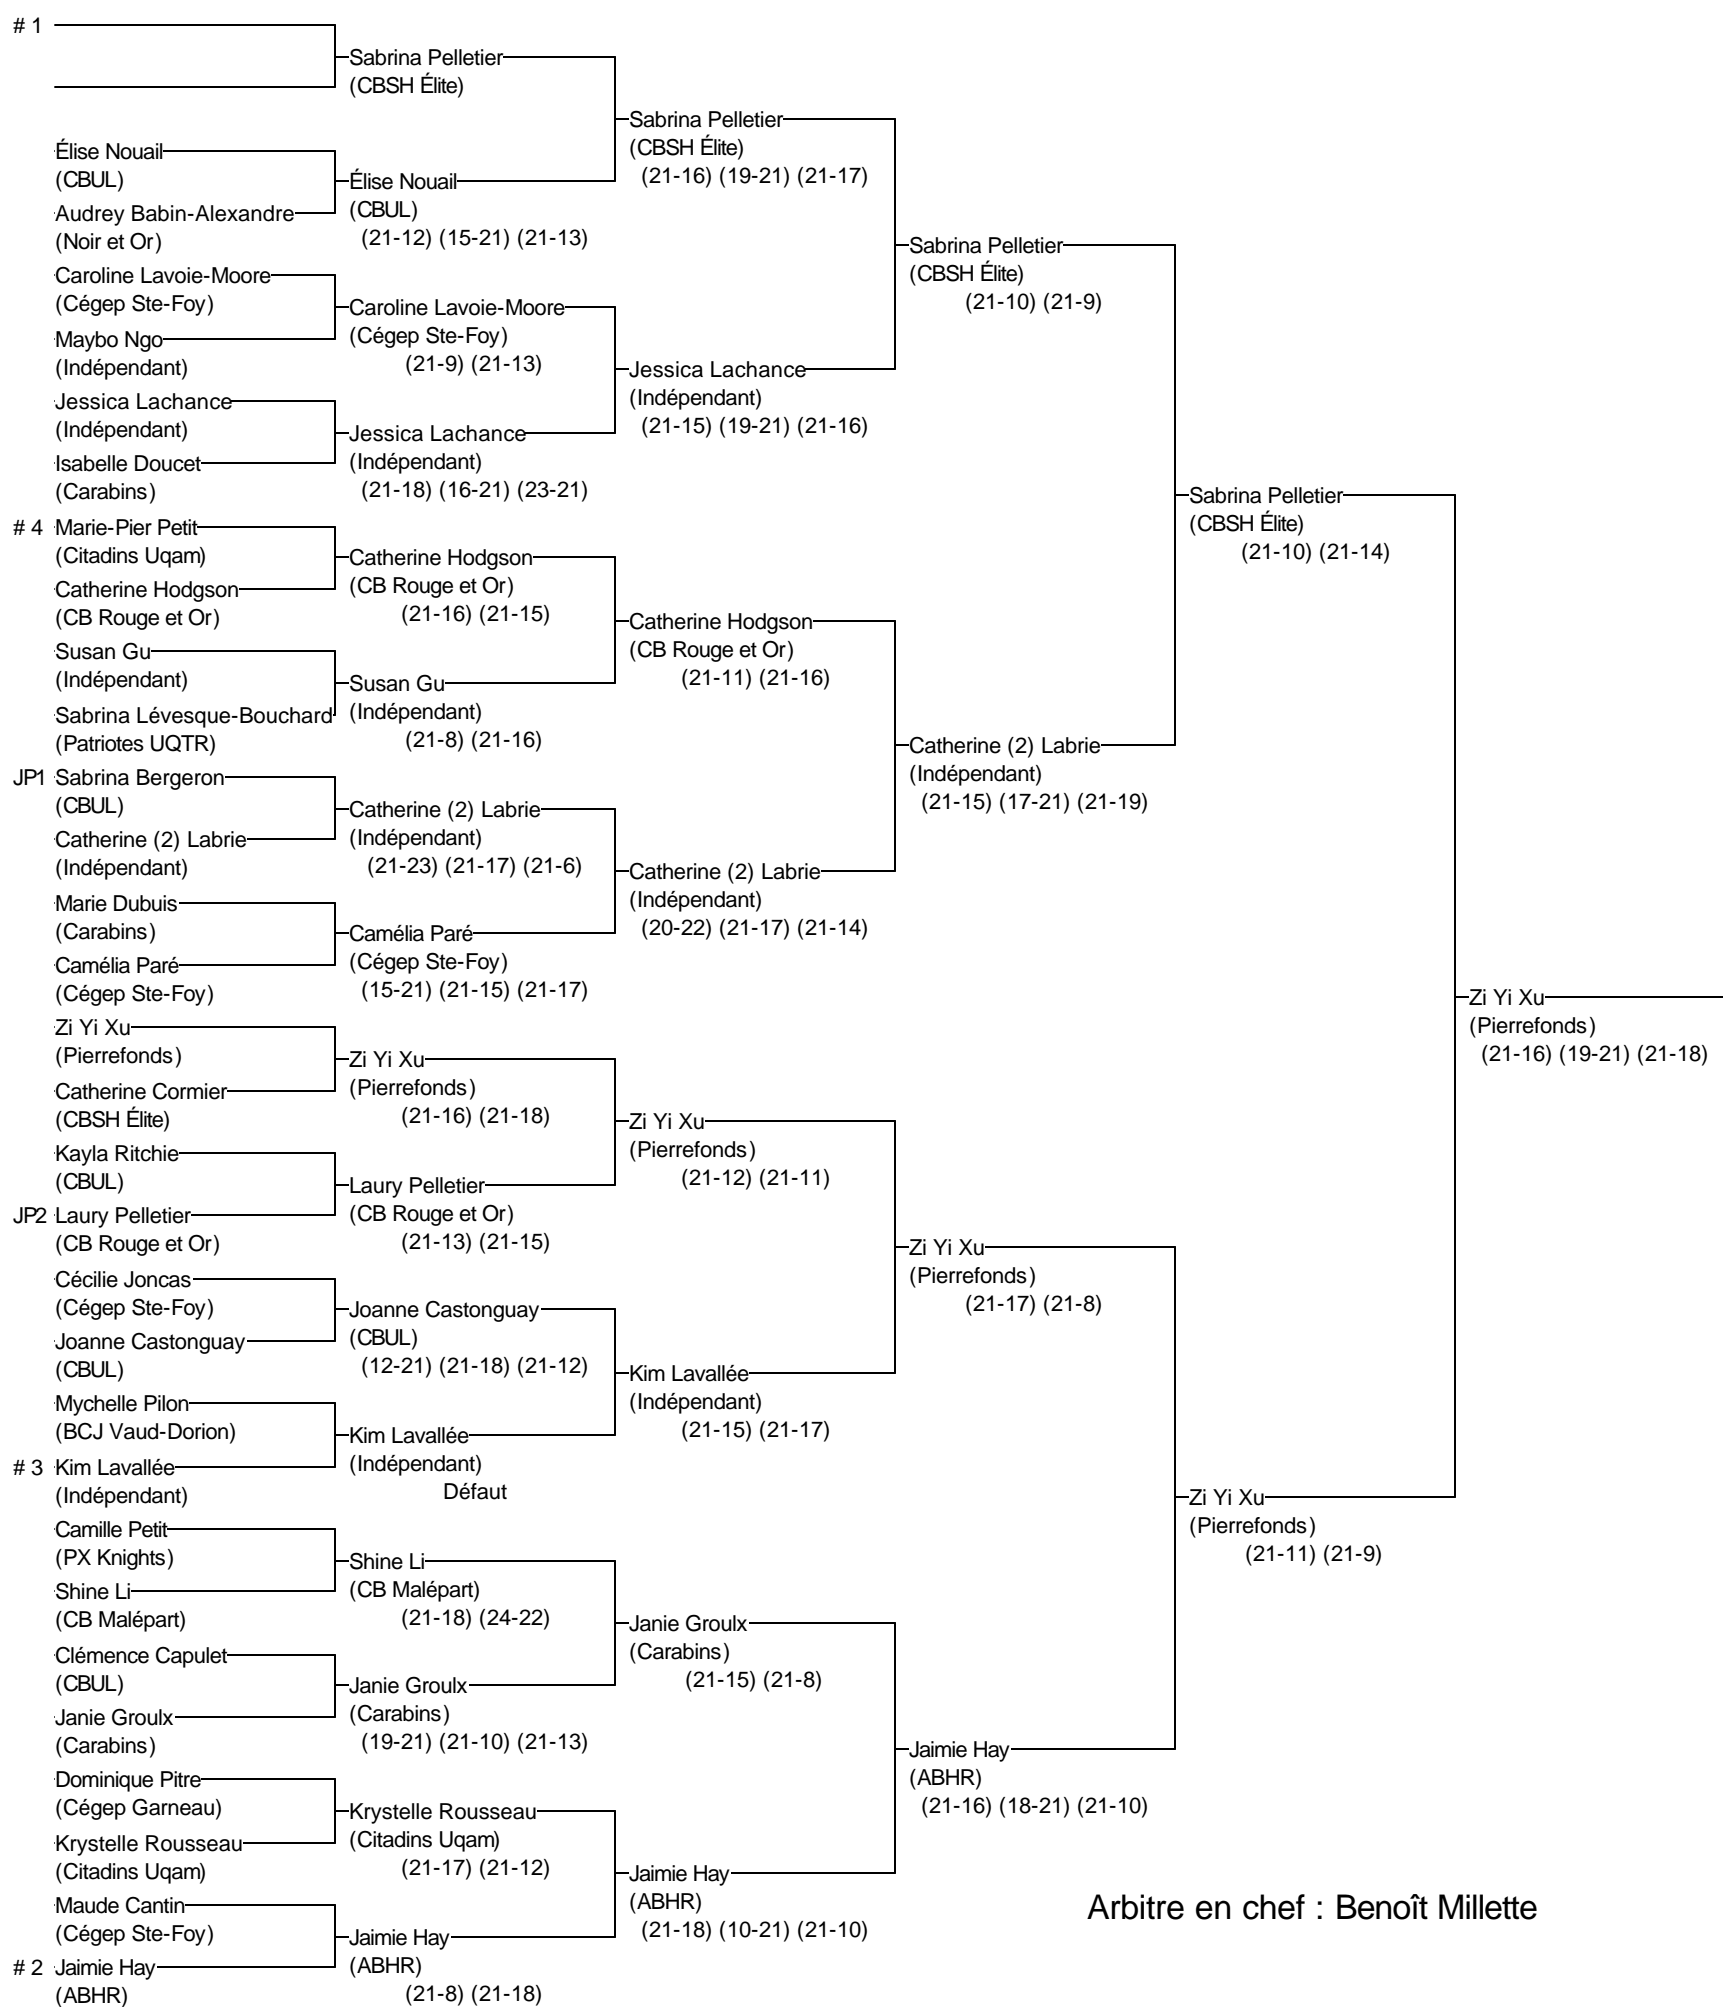 # 1
Sabrina Pelletier
(CBSH Élite)
Sabrina Pelletier
(CBSH Élite)
(21-16) (19-21) (21-17)
Élise Nouail
(CBUL)
Élise Nouail
(CBUL)
(21-12) (15-21) (21-13)
Audrey Babin-Alexandre
(Noir et Or)
Sabrina Pelletier
(CBSH Élite)
(21-10) (21-9)
Caroline Lavoie-Moore
(Cégep Ste-Foy)
Caroline Lavoie-Moore
(Cégep Ste-Foy)
(21-9) (21-13)
Maybo Ngo
(Indépendant)
Jessica Lachance
(Indépendant)
(21-15) (19-21) (21-16)
Jessica Lachance
(Indépendant)
Jessica Lachance
(Indépendant)
(21-18) (16-21) (23-21)
Isabelle Doucet
(Carabins)
Sabrina Pelletier
(CBSH Élite)
(21-10) (21-14)
# 4 Marie-Pier Petit
(Citadins Uqam)
Catherine Hodgson
(CB Rouge et Or)
(21-16) (21-15)
Catherine Hodgson
(CB Rouge et Or)
Catherine Hodgson
(CB Rouge et Or)
(21-11) (21-16)
Susan Gu
(Indépendant)
Susan Gu
(Indépendant)
(21-8) (21-16)
Sabrina Lévesque-Bouchard
(Patriotes UQTR)
Catherine (2) Labrie
(Indépendant)
(21-15) (17-21) (21-19)
JP1 Sabrina Bergeron
(CBUL)
Catherine (2) Labrie
(Indépendant)
(21-23) (21-17) (21-6)
Catherine (2) Labrie
(Indépendant)
Catherine (2) Labrie
(Indépendant)
(20-22) (21-17) (21-14)
Marie Dubuis
(Carabins)
Camélia Paré
(Cégep Ste-Foy)
(15-21) (21-15) (21-17)
Camélia Paré
(Cégep Ste-Foy)
Zi Yi Xu
(Pierrefonds)
(21-16) (19-21) (21-18)
Zi Yi Xu
(Pierrefonds)
Zi Yi Xu
(Pierrefonds)
(21-16) (21-18)
Catherine Cormier
(CBSH Élite)
Zi Yi Xu
(Pierrefonds)
(21-12) (21-11)
Kayla Ritchie
(CBUL)
Laury Pelletier
(CB Rouge et Or)
(21-13) (21-15)
JP2 Laury Pelletier
(CB Rouge et Or)
Zi Yi Xu
(Pierrefonds)
(21-17) (21-8)
Cécilie Joncas
(Cégep Ste-Foy)
Joanne Castonguay
(CBUL)
(12-21) (21-18) (21-12)
Joanne Castonguay
(CBUL)
Kim Lavallée
(Indépendant)
(21-15) (21-17)
Mychelle Pilon
(BCJ Vaud-Dorion)
Kim Lavallée
(Indépendant)
Défaut
# 3 Kim Lavallée
(Indépendant)
Zi Yi Xu
(Pierrefonds)
(21-11) (21-9)
Camille Petit
(PX Knights)
Shine Li
(CB Malépart)
(21-18) (24-22)
Shine Li
(CB Malépart)
Janie Groulx
(Carabins)
(21-15) (21-8)
Clémence Capulet
(CBUL)
Janie Groulx
(Carabins)
(19-21) (21-10) (21-13)
Janie Groulx
(Carabins)
Jaimie Hay
(ABHR)
(21-16) (18-21) (21-10)
Dominique Pitre
(Cégep Garneau)
Krystelle Rousseau
(Citadins Uqam)
(21-17) (21-12)
Krystelle Rousseau
(Citadins Uqam)
Jaimie Hay
(ABHR)
(21-18) (10-21) (21-10)
Maude Cantin
(Cégep Ste-Foy)
Jaimie Hay
(ABHR)
(21-8) (21-18)
# 2 Jaimie Hay
(ABHR)
Arbitre en chef : Benoît Millette